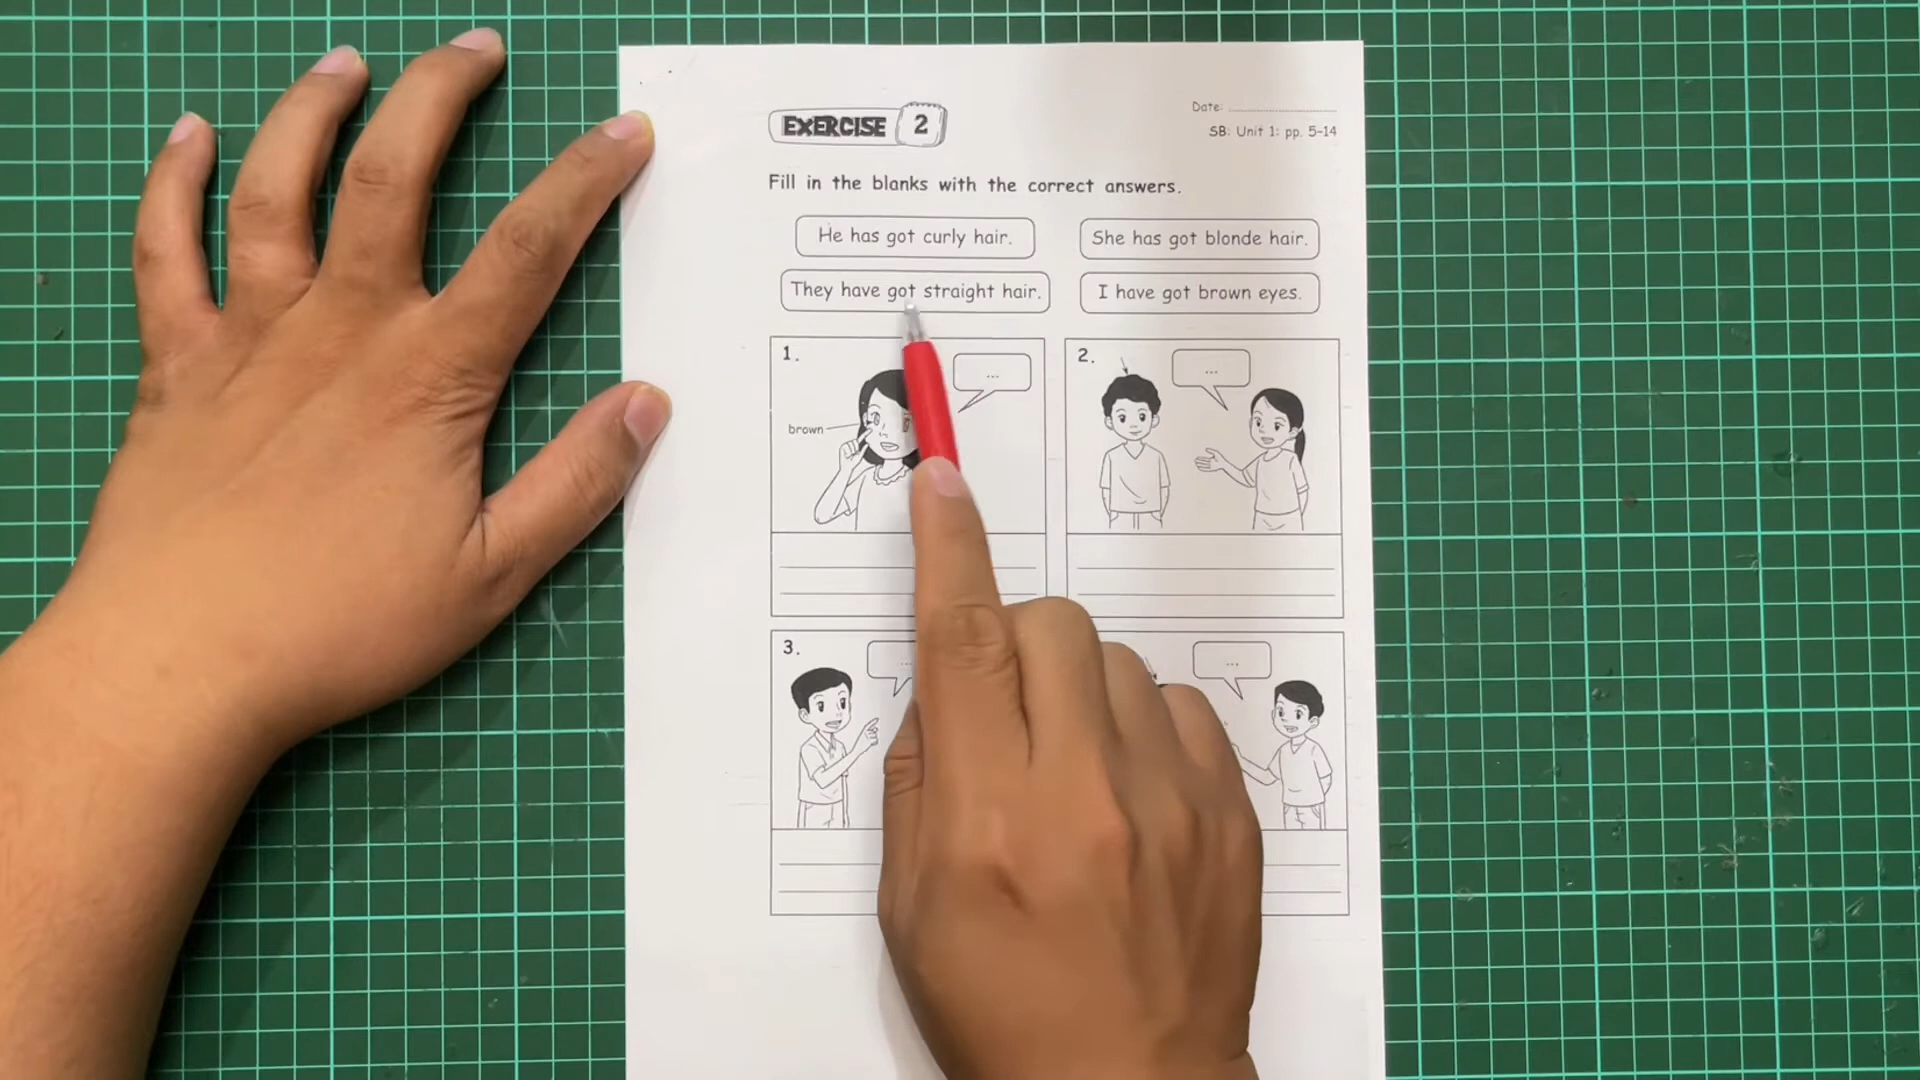 EXERCISE 2
Date: ........................
SB: Unit 1: pp. 5-14
Fill in the blanks with the correct answers.
He has got curly hair.
She has got blonde hair.
They have got straight hair.
I have got brown eyes.
1.
...
brown
2.
...
3.
...
...